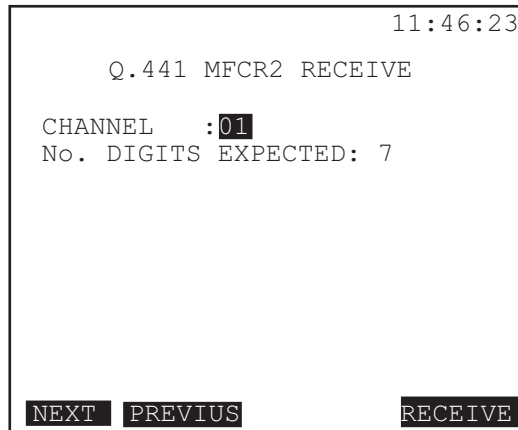 11:46:23
Q.441 MFCR2 RECEIVE
CHANNEL :01
No. DIGITS EXPECTED: 7
NEXT PREVIUS RECEIVE